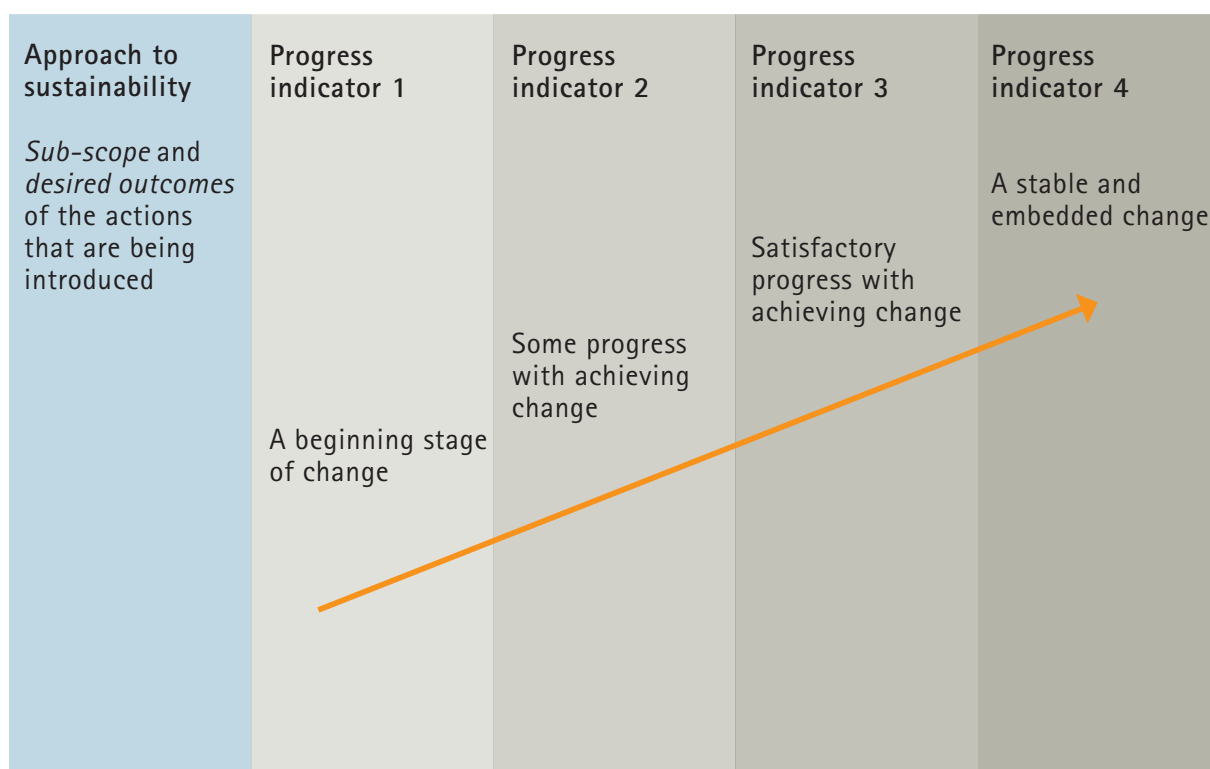 Approach to
sustainability
Sub-scope and
desired outcomes
of the actions
that are being
introduced
Progress
indicator 1
A beginning stage
of change
Progress
indicator 2
Some progress
with achieving
change
Progress
indicator 3
Satisfactory
progress with
achieving change
Progress
indicator 4
A stable and
embedded change